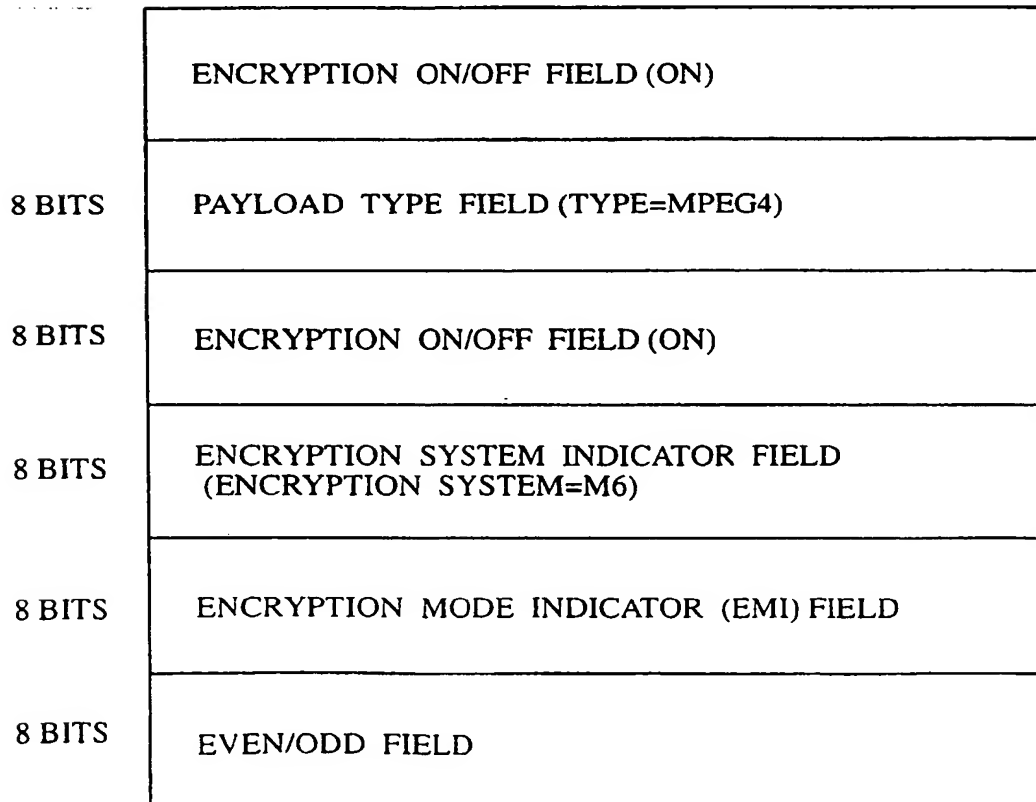 ENCRYPTION ON/OFF FIELD (ON)
8 BITS PAYLOAD TYPE FIELD (TYPE=MPEG4)
8 BITS ENCRYPTION ON/OFF FIELD (ON)
8 BITS ENCRYPTION SYSTEM INDICATOR FIELD
(ENCRYPTION SYSTEM=M6)
8 BITS ENCRYPTION MODE INDICATOR (EMI) FIELD
8 BITS EVEN/ODD FIELD